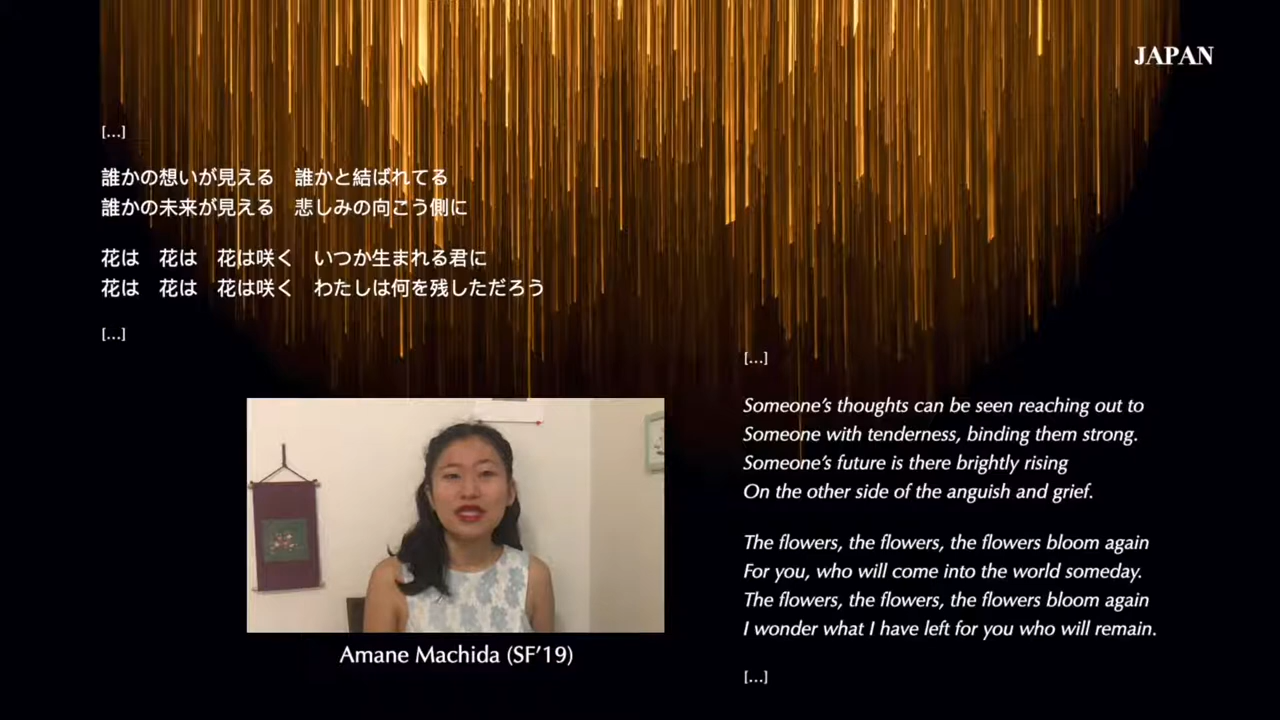 JAPAN
[...]
誰かの想いが見える　誰かと結ばれてる
誰かの未来が見える　悲しみの向こう側に
花は　花は　花は咲く　いつか生まれる君に
花は　花は　花は咲く　わたしは何を残しただろう
[...]
Amane Machida (SF’19)
[...]
Someone’s thoughts can be seen reaching out to
Someone with tenderness, binding them strong.
Someone’s future is there brightly rising
On the other side of the anguish and grief.
The flowers, the flowers, the flowers bloom again
For you, who will come into the world someday.
The flowers, the flowers, the flowers bloom again
I wonder what I have left for you who will remain.
[...]